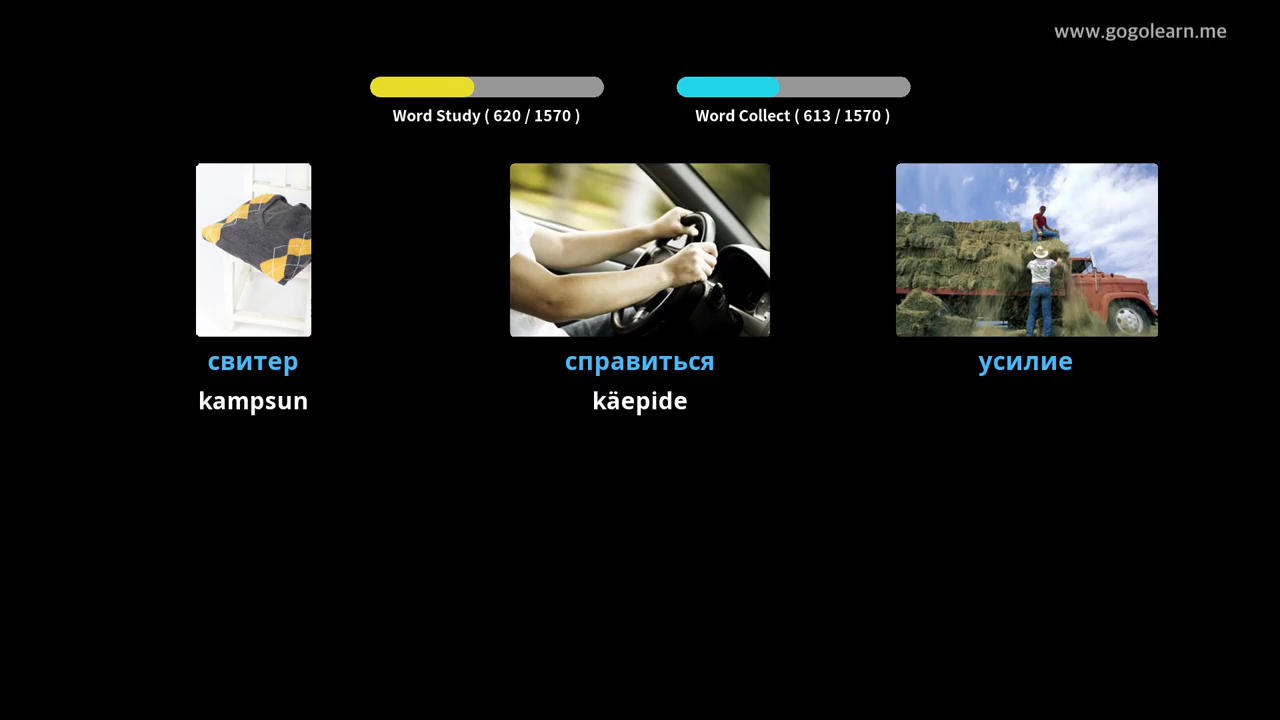 www.gogolearn.me
Word Study ( 620 / 1570 )
Word Collect ( 613 / 1570 )
свитер
справиться
усилие
kampsun
käepide